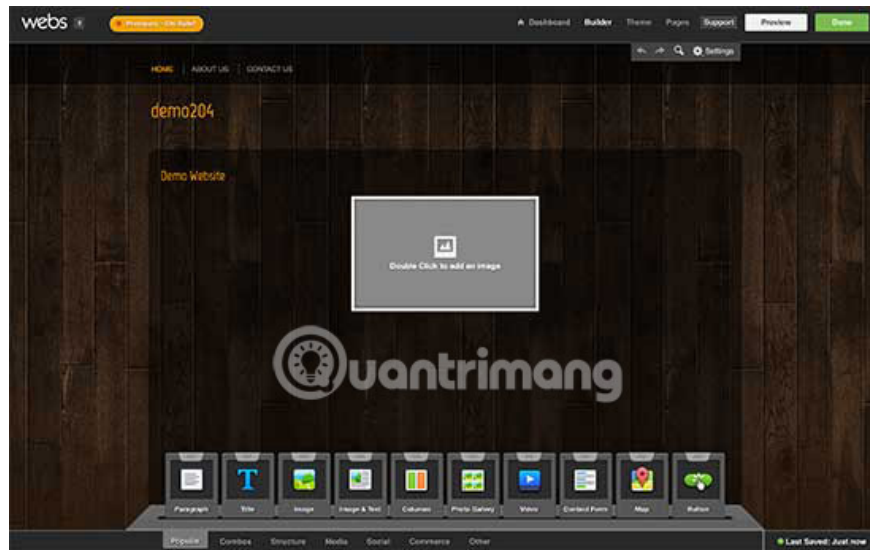 webs
Dashboard Builder Theme Pages Support Preview Done
Settings
HOME ABOUT US CONTACT US
demo204
Demo Website
Double Click to add an image
Quantrimang
Paragraph Title Image Image & Text Columns Photo Gallery Video Contact Form Map Button
Popular Combos Structure Media Social Commerce Other
Last Saved: Just now